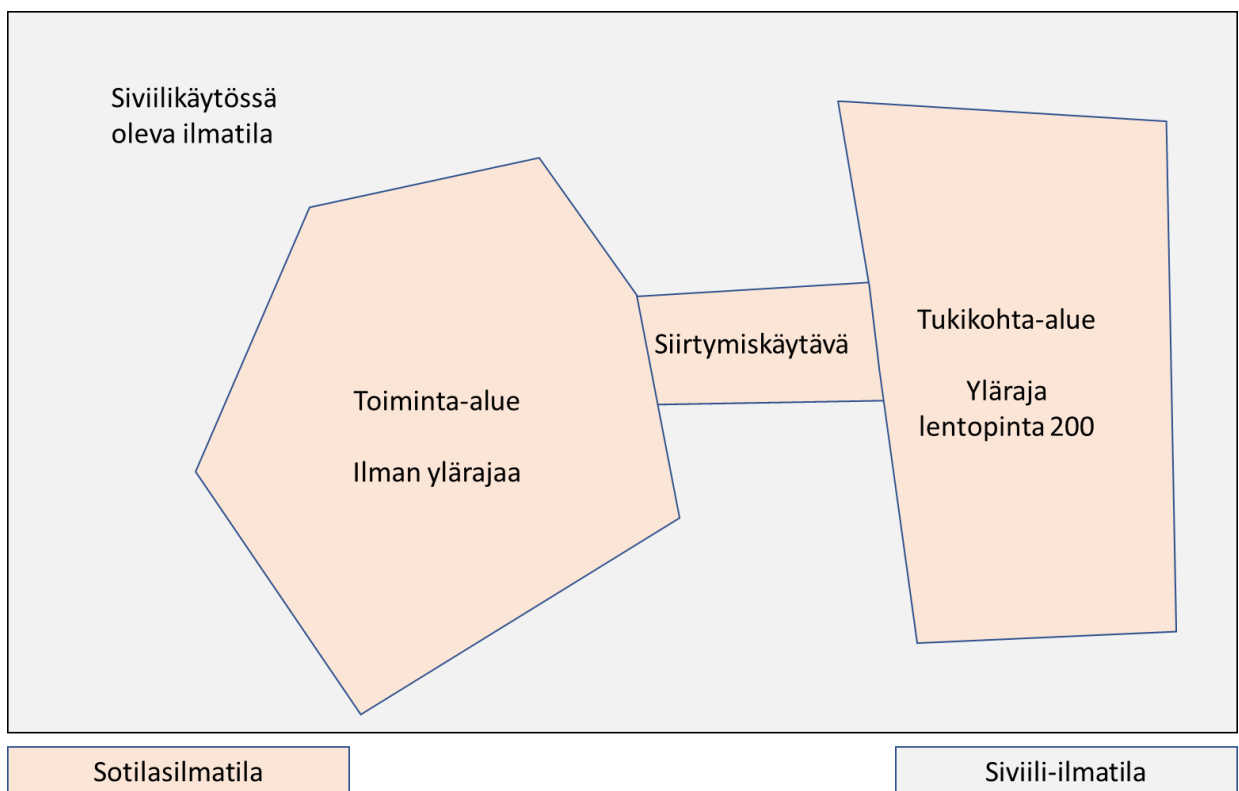 Siviilikäytössä
oleva ilmatila
Siirtymiskäytävä
Tukikohta-alue
Yläraja
lentopinta 200
Toiminta-alue
Ilman ylärajaa
Sotilasilmatila
Siviili-ilmatila